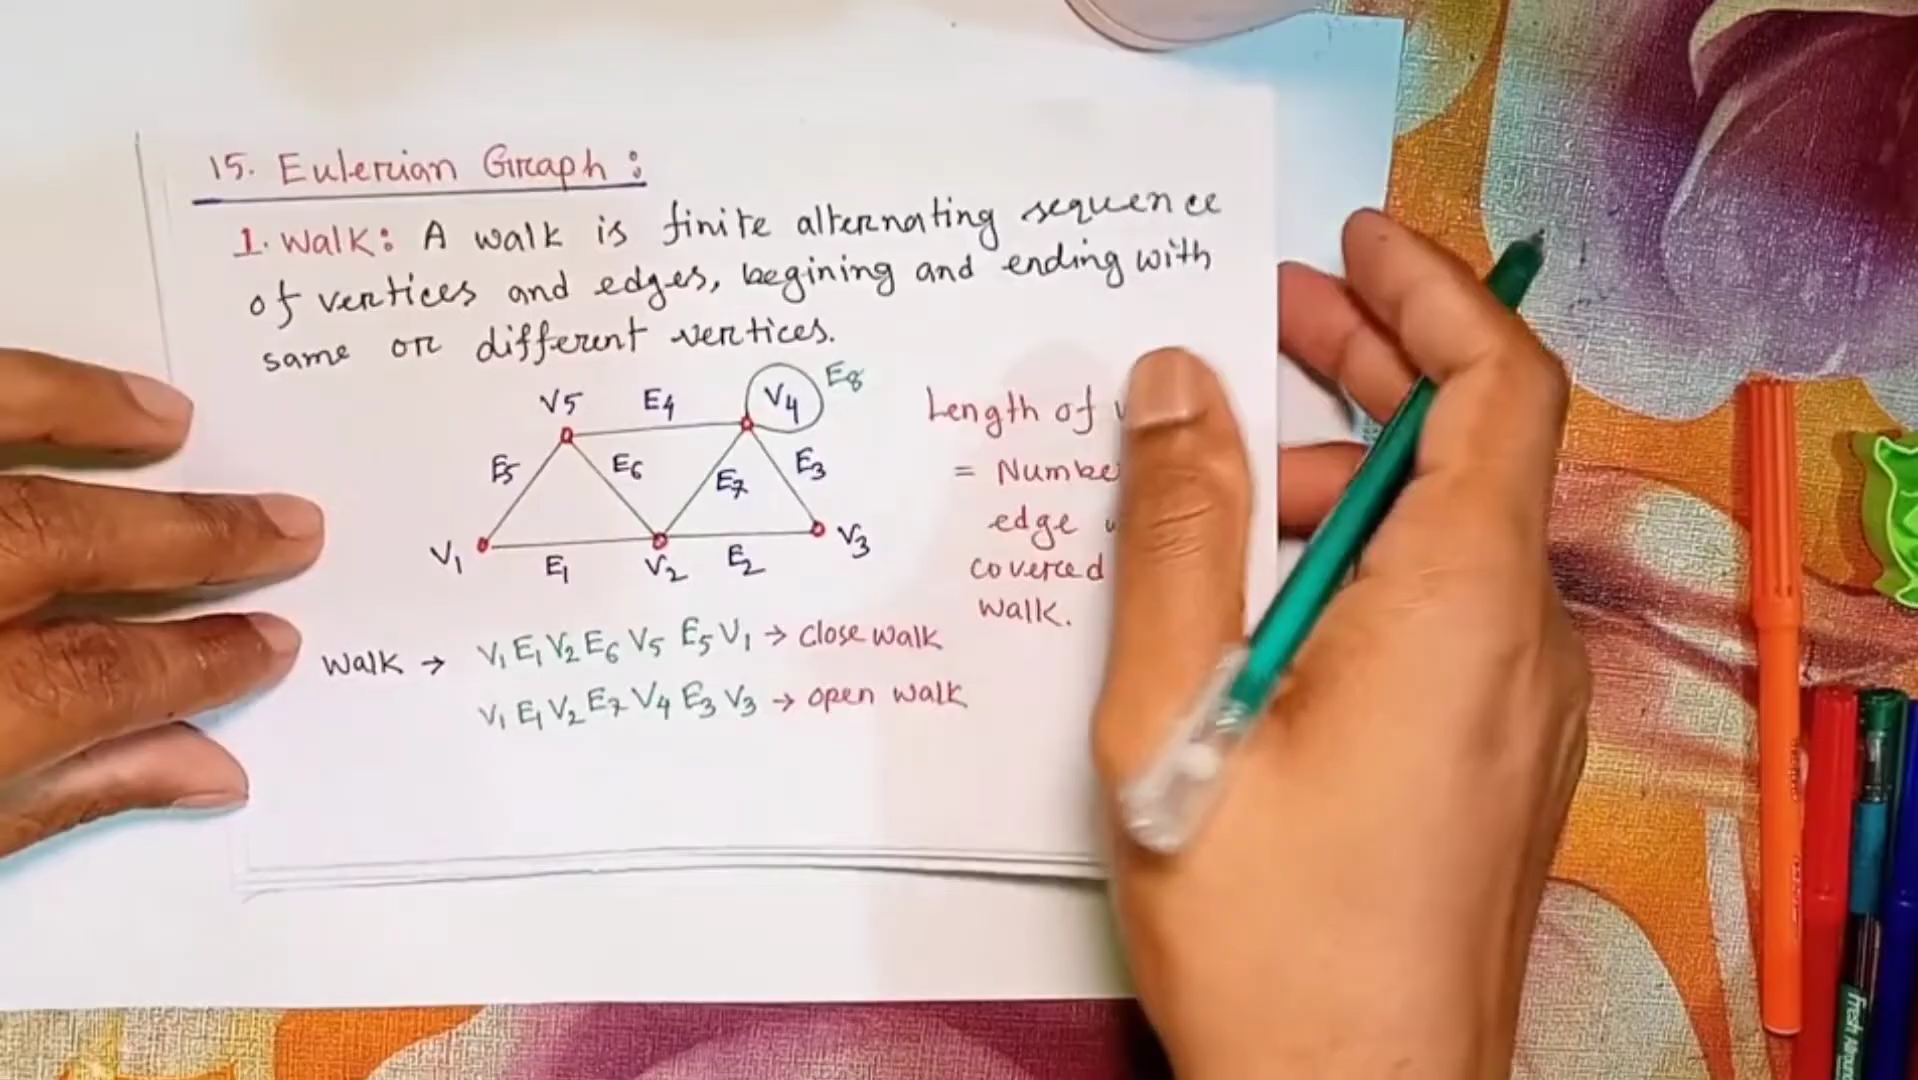 15. Eulerian Graph :
1. Walk: A walk is finite alternating sequence
of vertices and edges, begining and ending with
same or different vertices.
V5 E4 V4 E8
E5 E6 E7 E3
V1 E1 V2 E2 V3
Length of
= Numbe
edge
covered
walk.
Walk → V1 E1 V2 E6 V5 E5 V1 → close walk
V1 E1 V2 E7 V4 E3 V3 → open walk